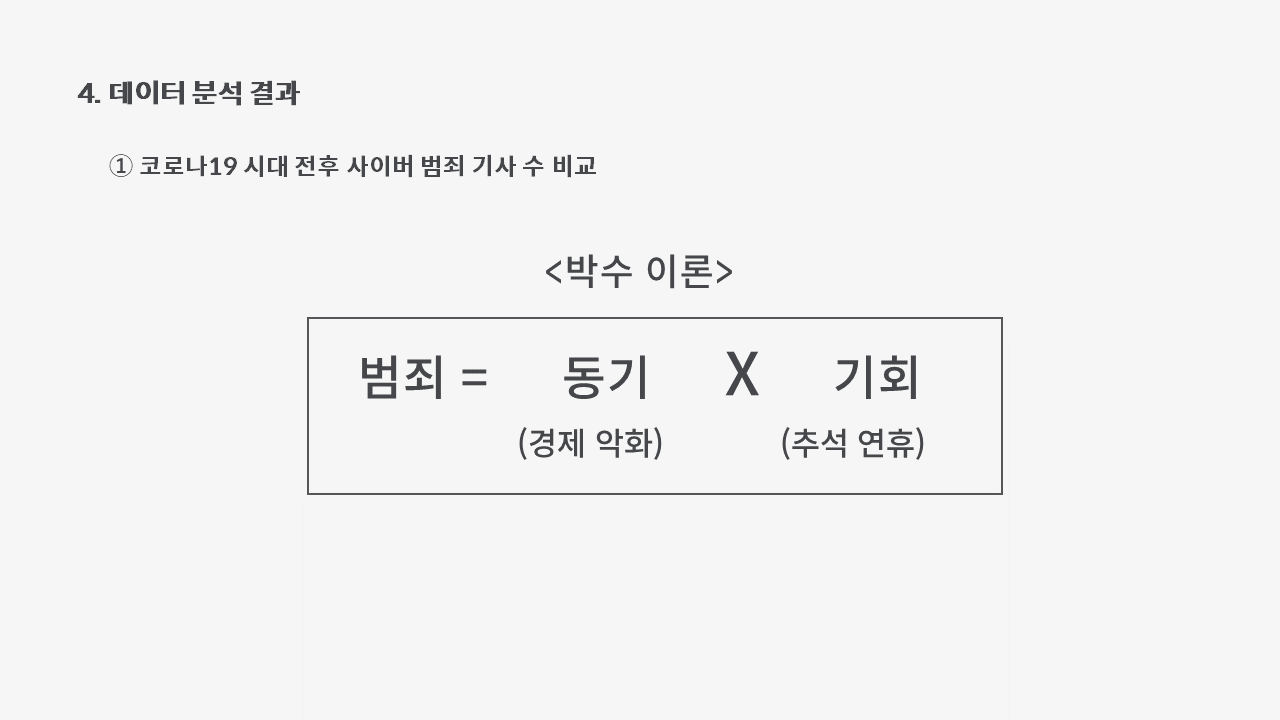 4. 데이터 분석 결과
① 코로나19 시대 전후 사이버 범죄 기사 수 비교
<박수 이론>
범죄 = 동기 X 기회
(경제 악화) (추석 연휴)